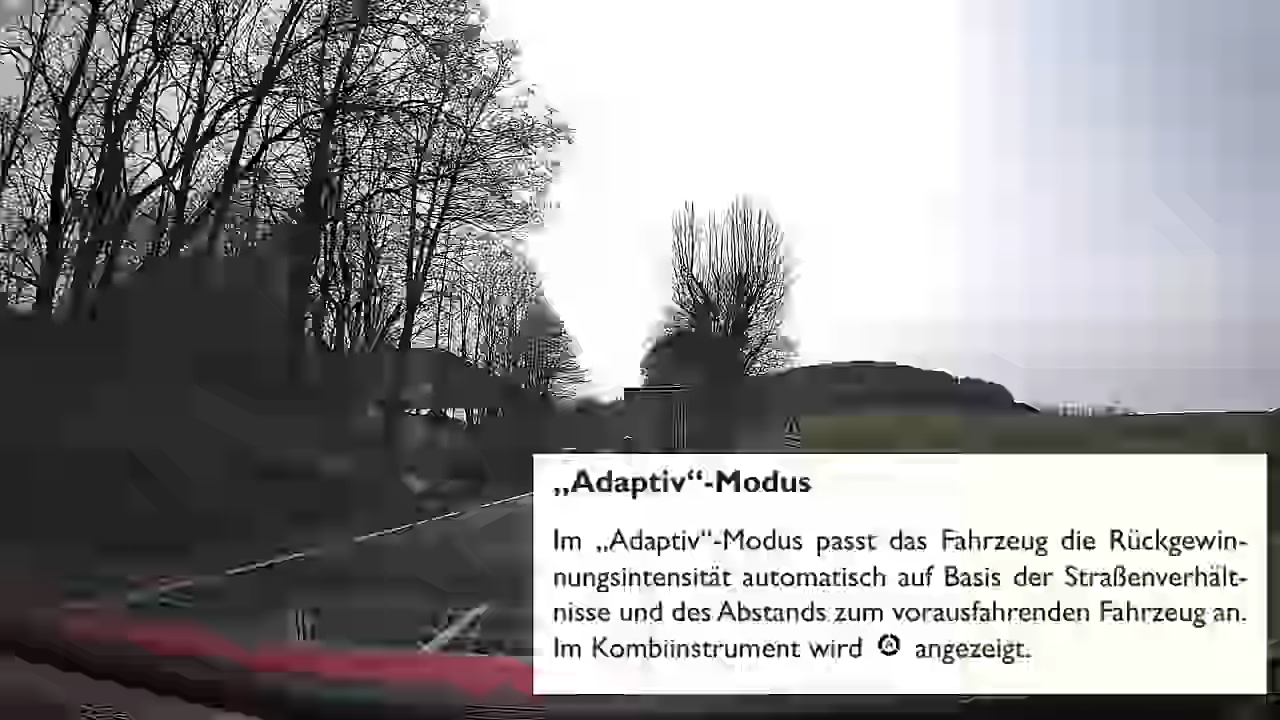 „Adaptiv“-Modus
Im „Adaptiv“-Modus passt das Fahrzeug die Rückgewin-
nungsintensität automatisch auf Basis der Straßenverhält-
nisse und des Abstands zum vorausfahrenden Fahrzeug an.
Im Kombiinstrument wird Ⓐ angezeigt.